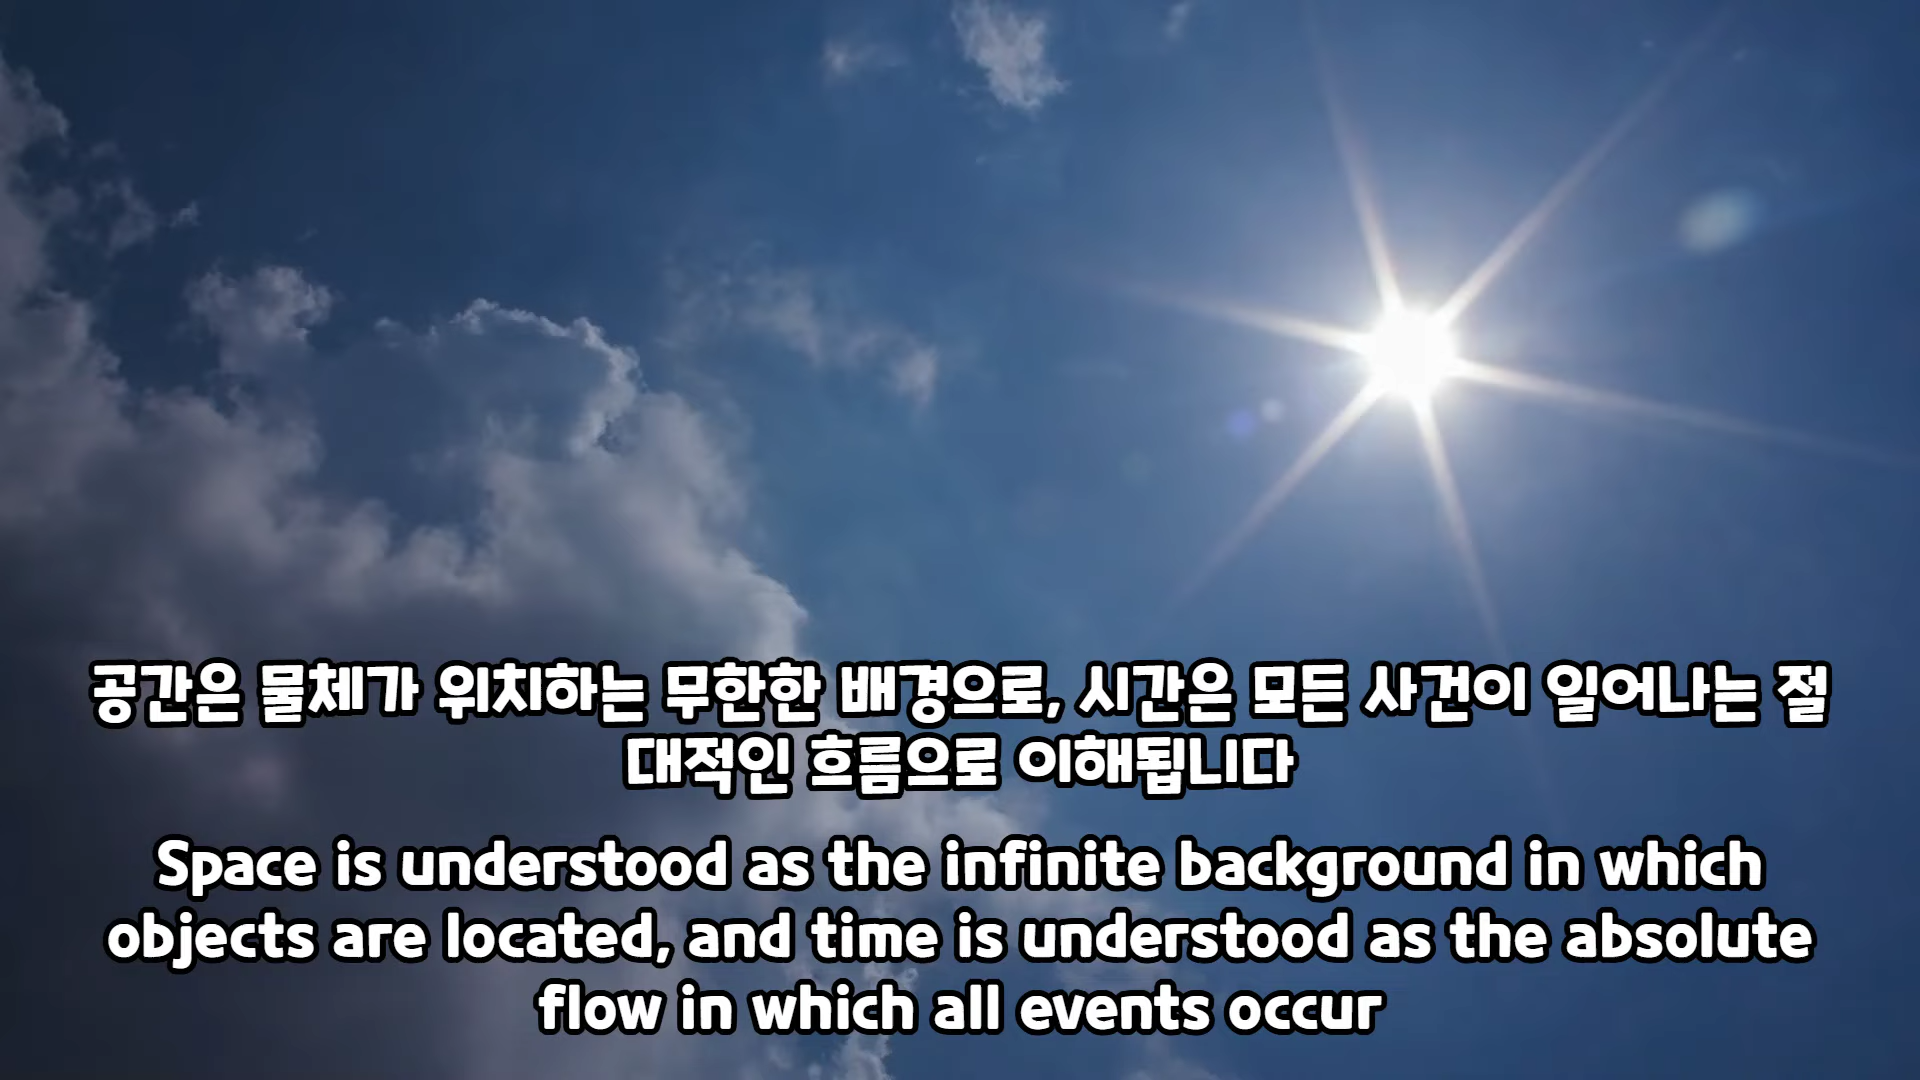 공간은 물체가 위치하는 무한한 배경으로, 시간은 모든 사건이 일어나는 절
대적인 흐름으로 이해됩니다
Space is understood as the infinite background in which
objects are located, and time is understood as the absolute
flow in which all events occur